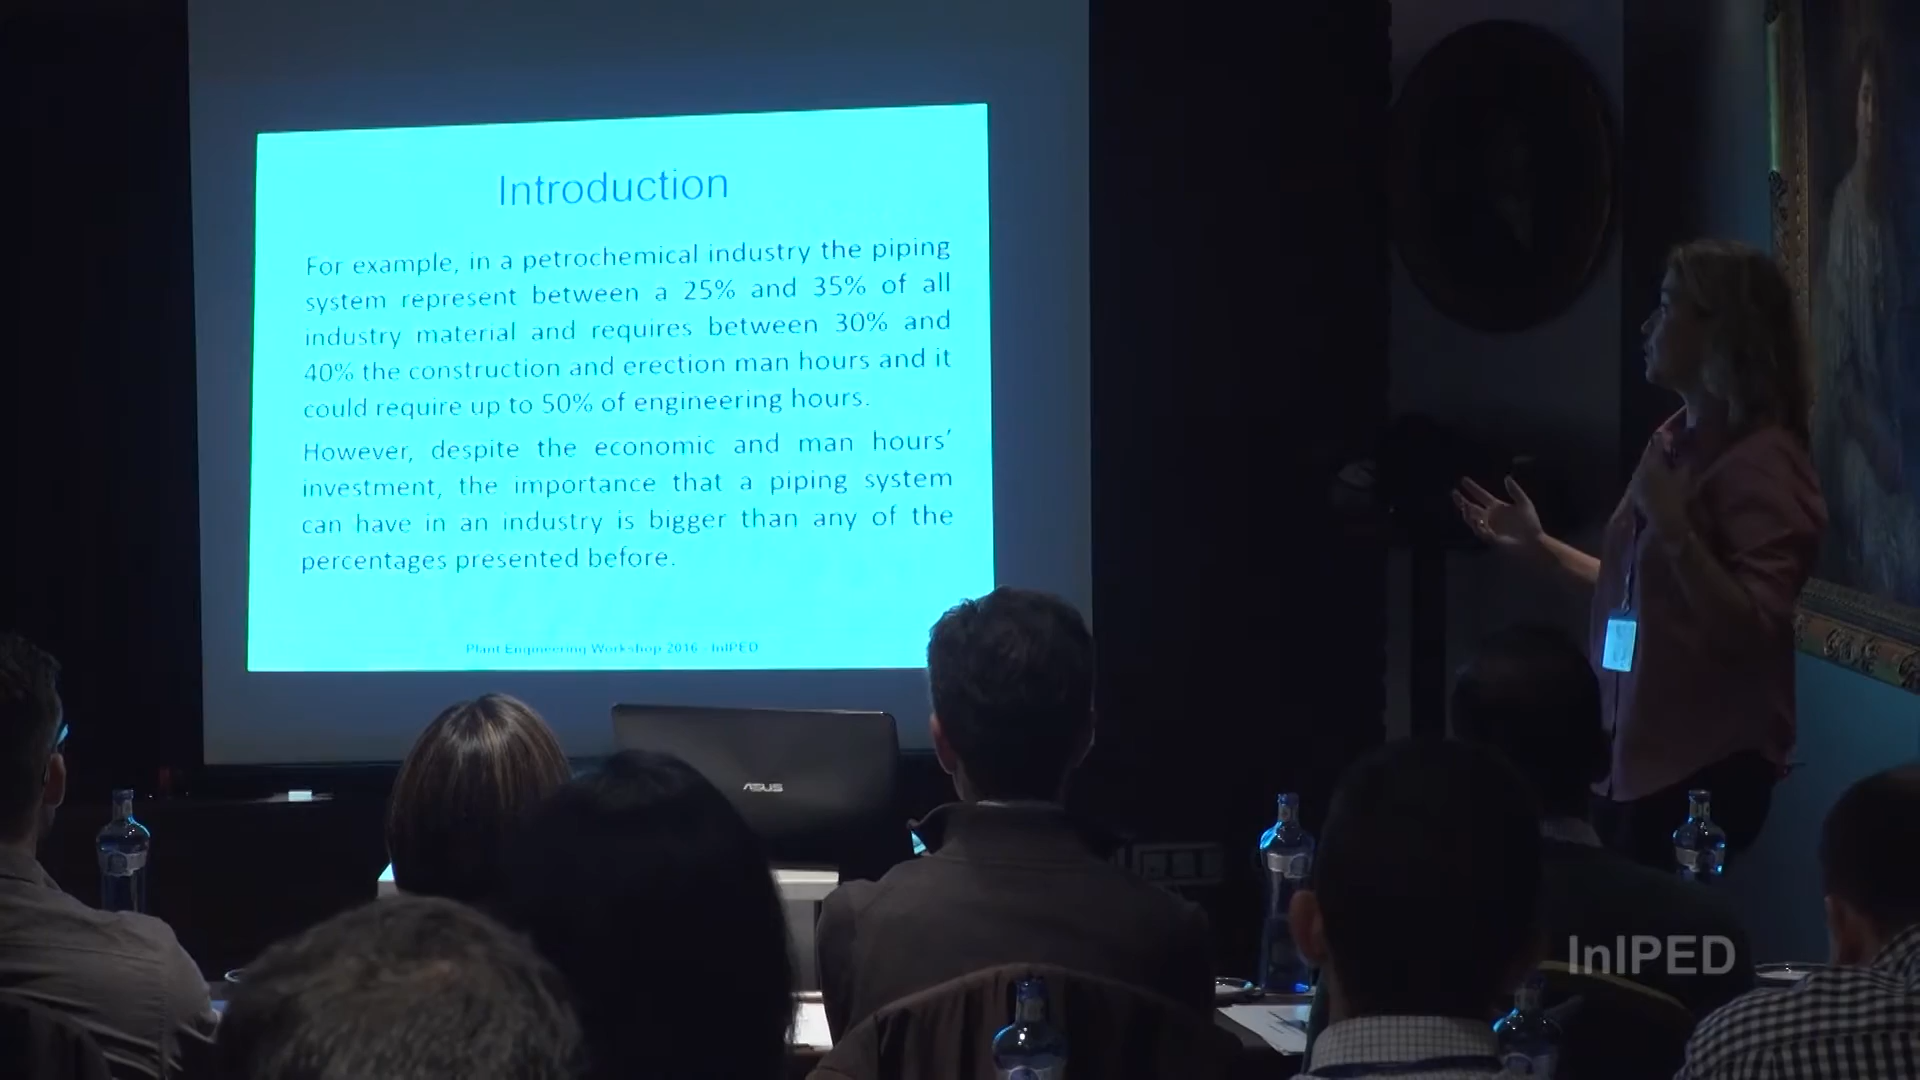 Introduction
For example, in a petrochemical industry the piping
system represent between a 25% and 35% of all
industry material and requires between 30% and
40% the construction and erection man hours and it
could require up to 50% of engineering hours.
However, despite the economic and man hours'
investment, the importance that a piping system
can have in an industry is bigger than any of the
percentages presented before.
Plant Engineering Workshop 2016 - InIPED
ASUS
InIPED